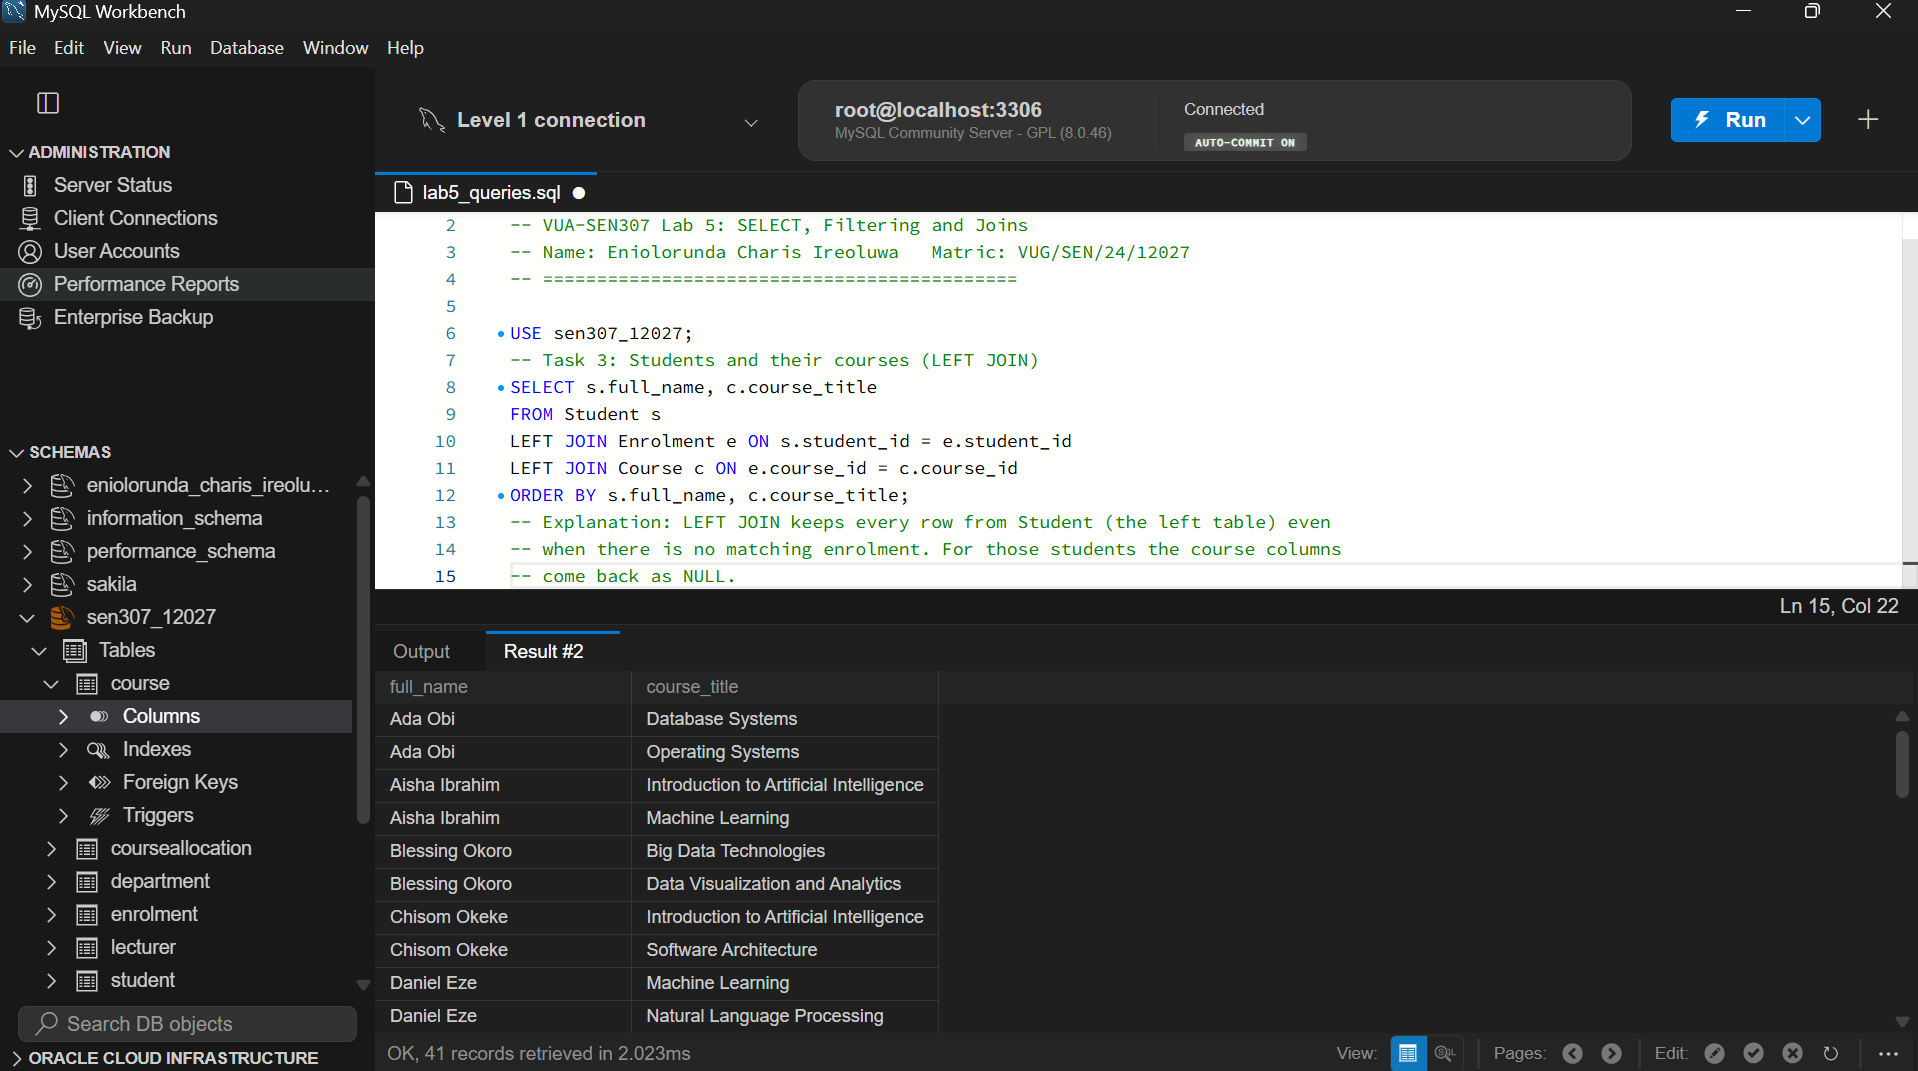 MySQL Workbench
File Edit View Run Database Window Help
Level 1 connection
root@localhost:3306
MySQL Community Server - GPL (8.0.46)
Connected
AUTO-COMMIT ON
Run
ADMINISTRATION
Server Status
Client Connections
User Accounts
Performance Reports
Enterprise Backup
SCHEMAS
eniolorunda_charis_ireolu...
information_schema
performance_schema
sakila
sen307_12027
Tables
course
Columns
Indexes
Foreign Keys
Triggers
courseallocation
department
enrolment
lecturer
student
Search DB objects
ORACLE CLOUD INFRASTRUCTURE
lab5_queries.sql
2 -- VUA-SEN307 Lab 5: SELECT, Filtering and Joins
3 -- Name: Eniolorunda Charis Ireoluwa   Matric: VUG/SEN/24/12027
4 -- ============================================
5
6 USE sen307_12027;
7 -- Task 3: Students and their courses (LEFT JOIN)
8 SELECT s.full_name, c.course_title
9 FROM Student s
10 LEFT JOIN Enrolment e ON s.student_id = e.student_id
11 LEFT JOIN Course c ON e.course_id = c.course_id
12 ORDER BY s.full_name, c.course_title;
13 -- Explanation: LEFT JOIN keeps every row from Student (the left table) even
14 -- when there is no matching enrolment. For those students the course columns
15 -- come back as NULL.
Ln 15, Col 22
Output Result #2
full_name course_title
Ada Obi Database Systems
Ada Obi Operating Systems
Aisha Ibrahim Introduction to Artificial Intelligence
Aisha Ibrahim Machine Learning
Blessing Okoro Big Data Technologies
Blessing Okoro Data Visualization and Analytics
Chisom Okeke Introduction to Artificial Intelligence
Chisom Okeke Software Architecture
Daniel Eze Machine Learning
Daniel Eze Natural Language Processing
OK, 41 records retrieved in 2.023ms
View: SQL Pages: Edit: